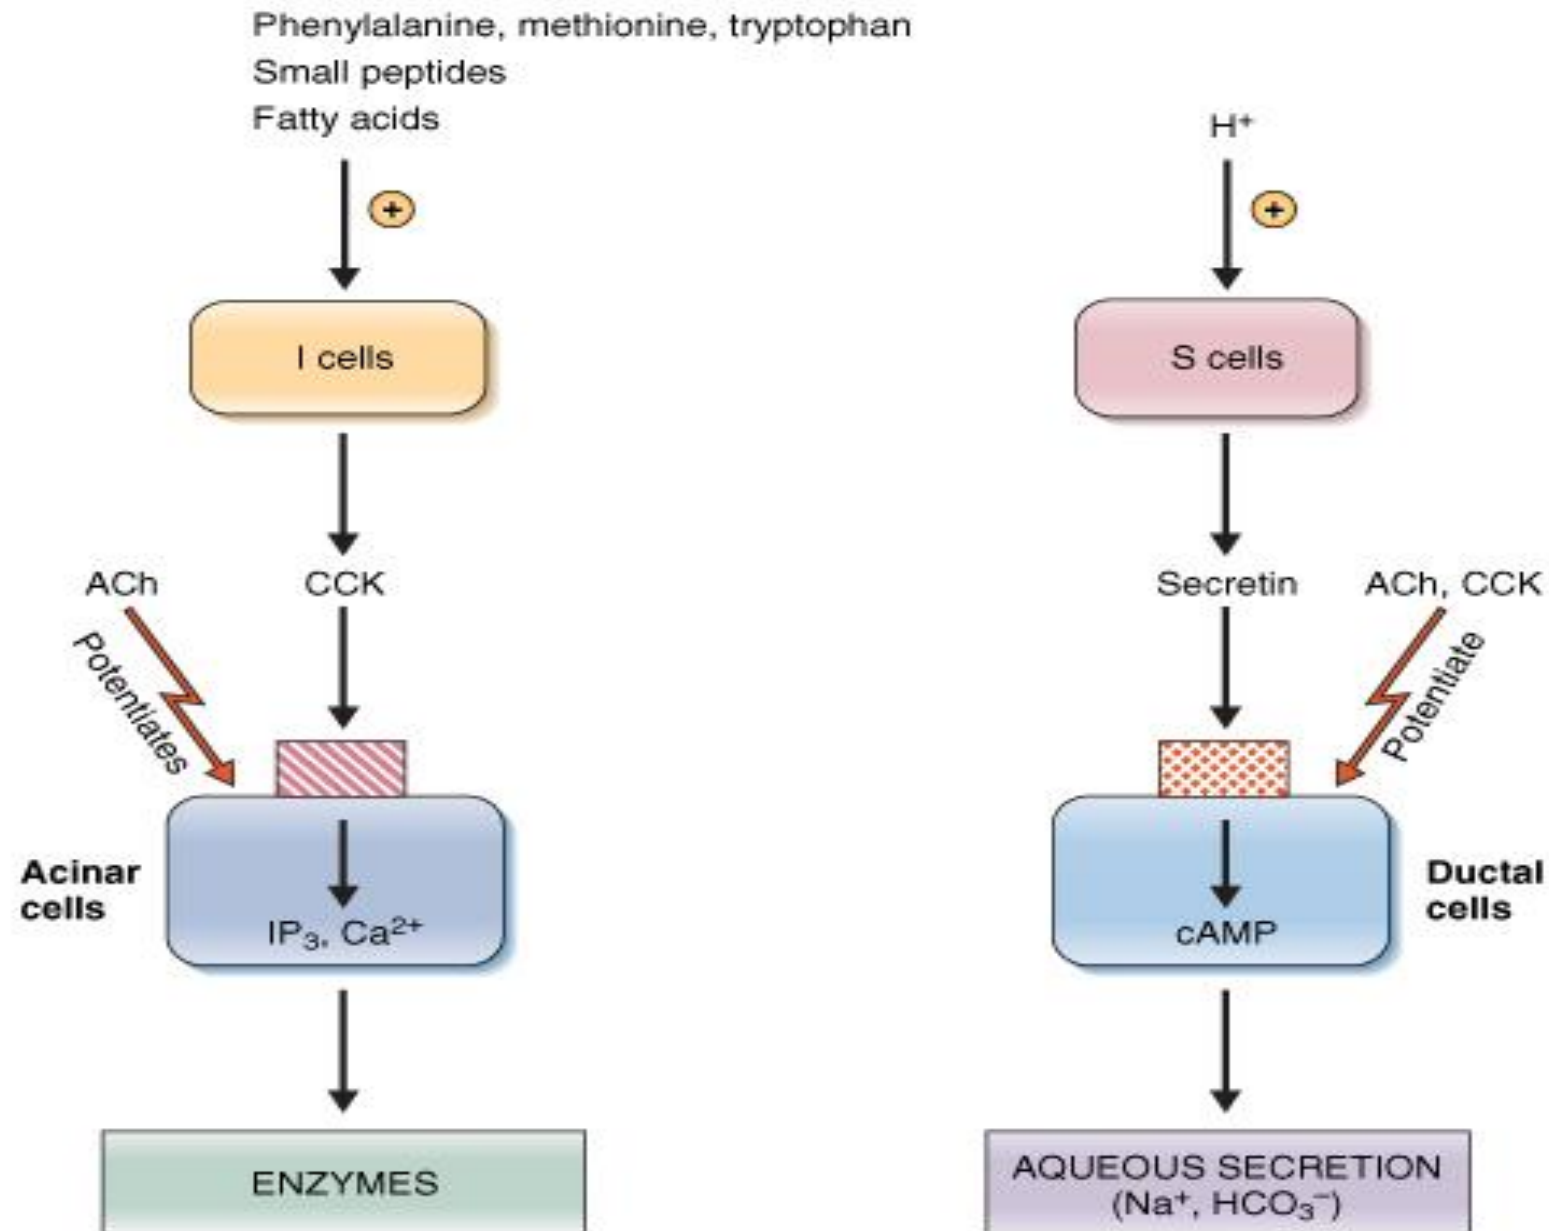 Phenylalanine, methionine, tryptophan
Small peptides
Fatty acids
+
I cells
ACh
CCK
Potentiates
Acinar
cells
IP₃, Ca²⁺
ENZYMES
H⁺
+
S cells
Secretin
ACh, CCK
Potentiate
Ductal
cells
cAMP
AQUEOUS SECRETION
(Na⁺, HCO₃⁻)